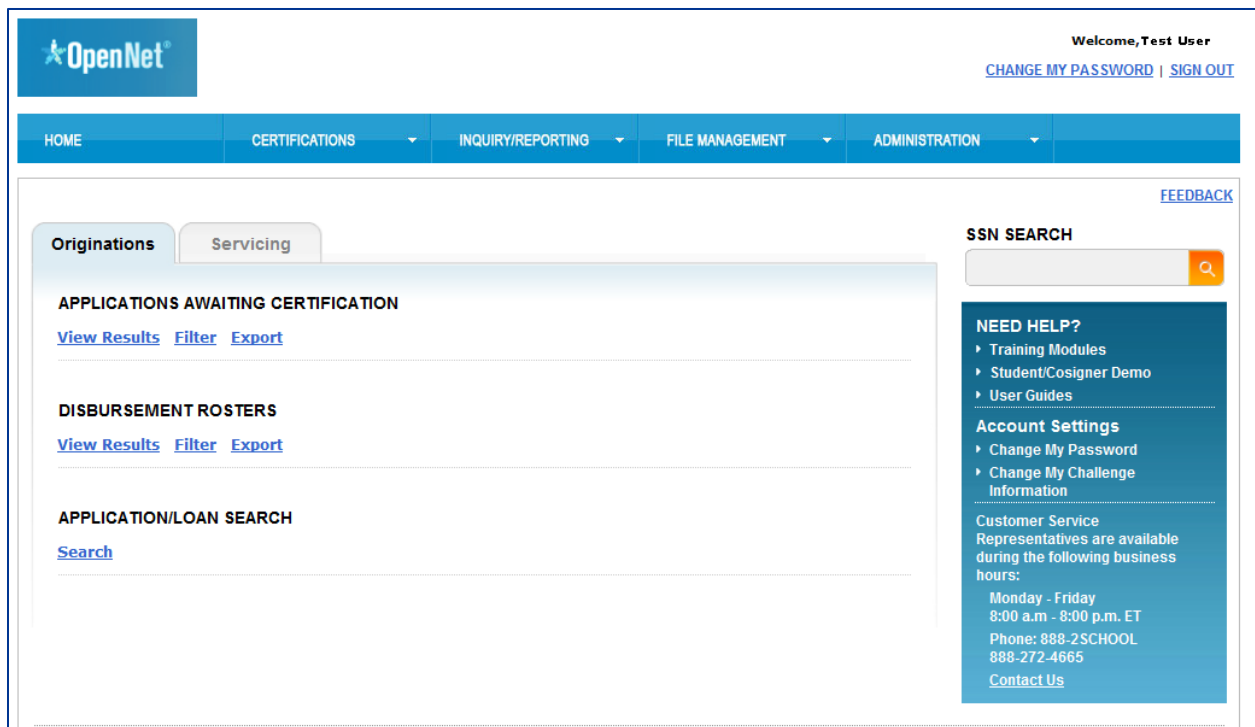 OpenNet®
Welcome,Test User
CHANGE MY PASSWORD | SIGN OUT
HOME CERTIFICATIONS INQUIRY/REPORTING FILE MANAGEMENT ADMINISTRATION
FEEDBACK
Originations Servicing
APPLICATIONS AWAITING CERTIFICATION
View Results Filter Export
DISBURSEMENT ROSTERS
View Results Filter Export
APPLICATION/LOAN SEARCH
Search
SSN SEARCH
NEED HELP?
Training Modules
Student/Cosigner Demo
User Guides
Account Settings
Change My Password
Change My Challenge
Information
Customer Service
Representatives are available
during the following business
hours:
Monday - Friday
8:00 a.m - 8:00 p.m. ET
Phone: 888-2SCHOOL
888-272-4665
Contact Us